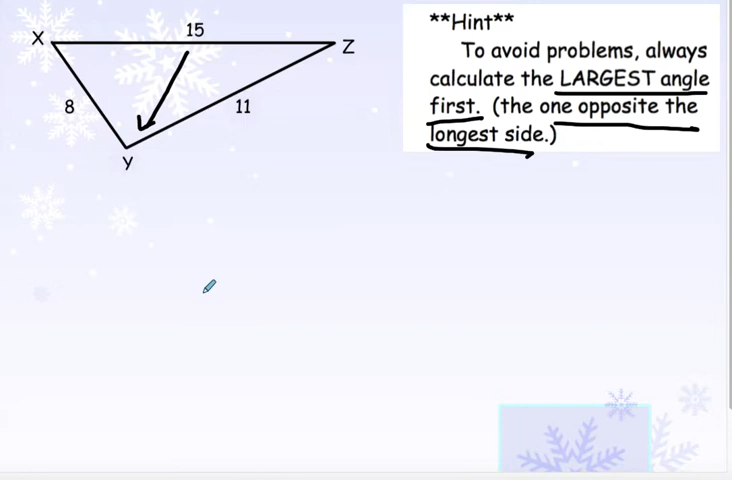 15
X
Z
8
11
Y
**Hint**
To avoid problems, always
calculate the LARGEST angle
first. (the one opposite the
longest side.)